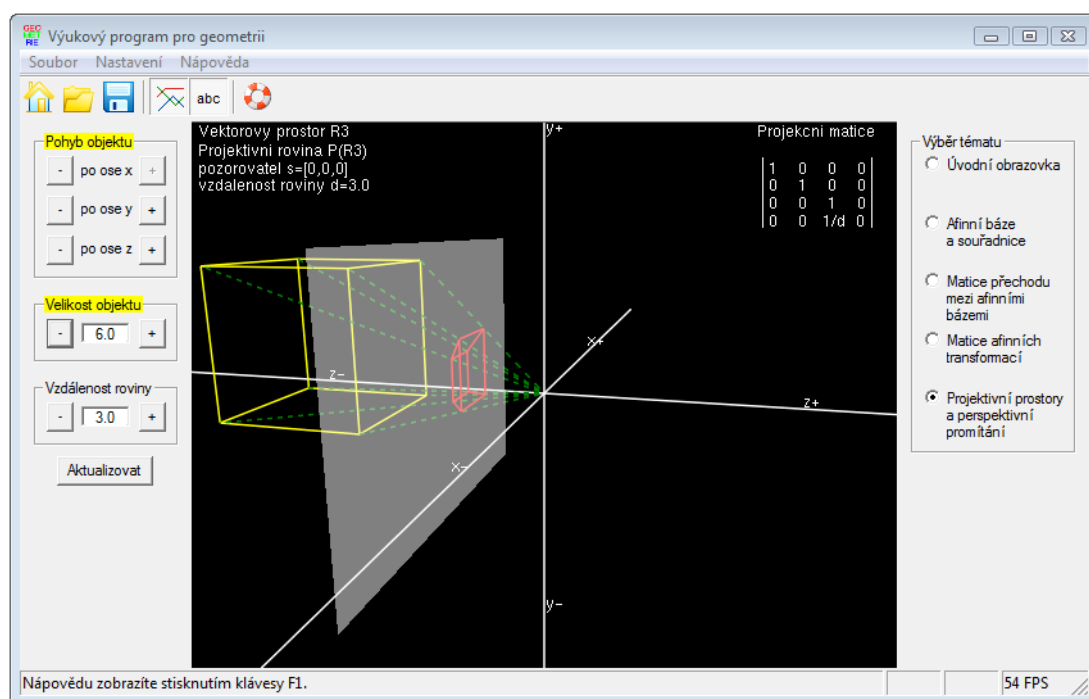 GEO
MET
RIE
Výukový program pro geometrii
Soubor Nastavení Nápověda
abc
Pohyb objektu
- po ose x +
- po ose y +
- po ose z +
Velikost objektu
- 6.0 +
Vzdálenost roviny
- 3.0 +
Aktualizovat
Vektorovy prostor R3
Projektivni rovina P(R3)
pozorovatel s=[0,0,0]
vzdalenost roviny d=3.0
y+
Projekcni matice
1 0 0 0
0 1 0 0
0 0 1 0
0 0 1/d 0
x+
z-
z+
x-
y-
Výběr tématu
Úvodní obrazovka
Afinní báze
a souřadnice
Matice přechodu
mezi afinními
bázemi
Matice afinních
transformací
Projektivní prostory
a perspektivní
promítání
Nápovědu zobrazíte stisknutím klávesy F1.
54 FPS